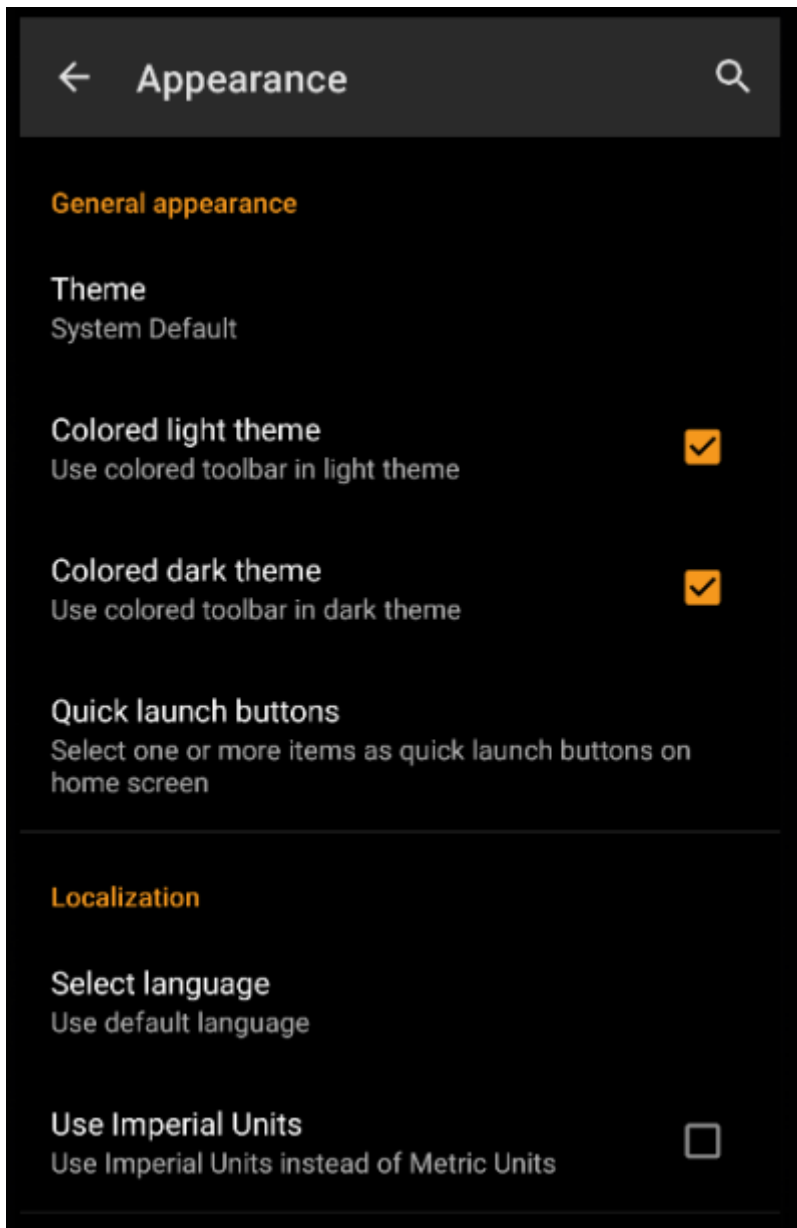 Appearance
General appearance
Theme
System Default
Colored light theme
Use colored toolbar in light theme
Colored dark theme
Use colored toolbar in dark theme
Quick launch buttons
Select one or more items as quick launch buttons on
home screen
Localization
Select language
Use default language
Use Imperial Units
Use Imperial Units instead of Metric Units